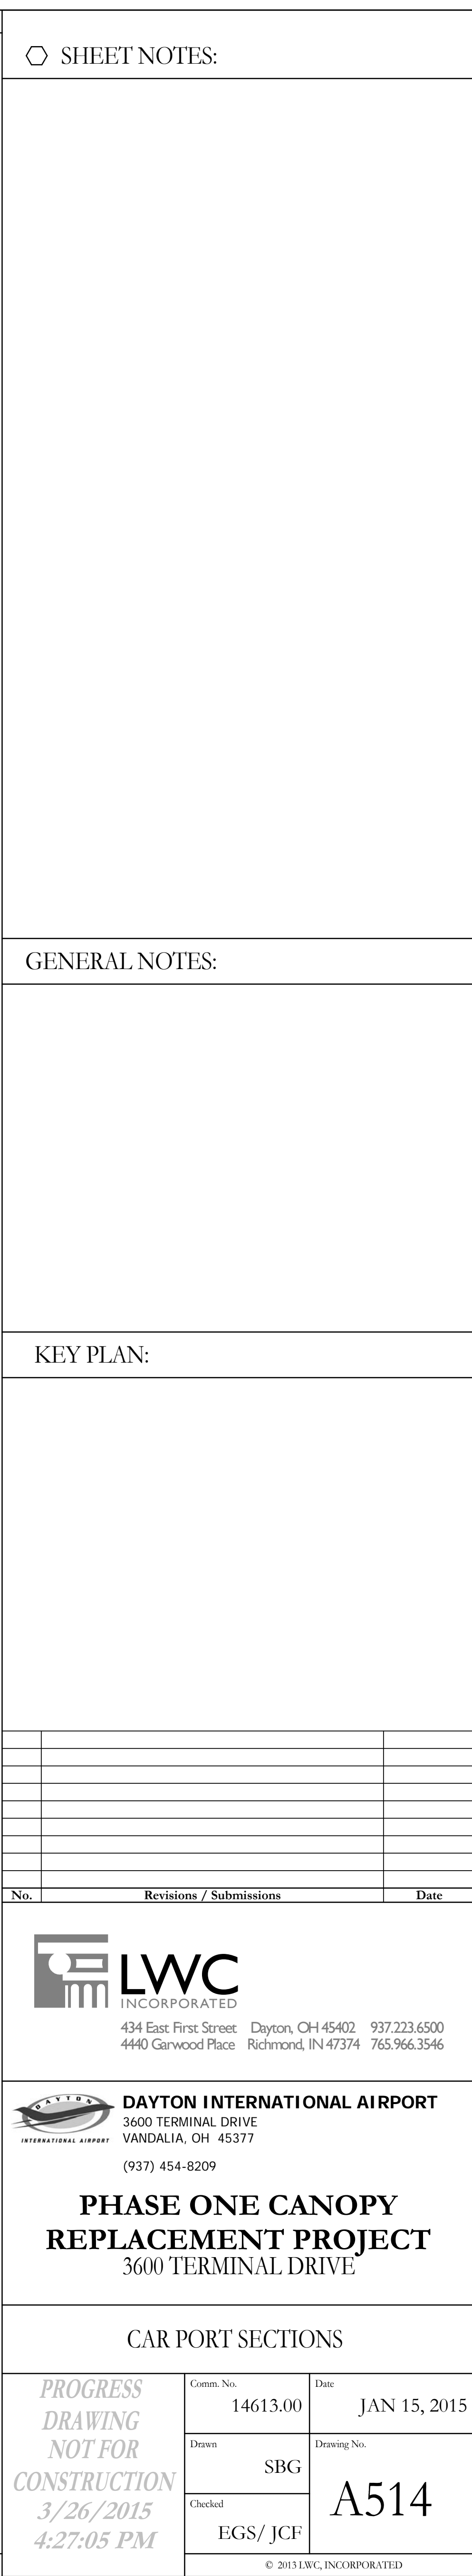 SHEET NOTES:
GENERAL NOTES:
KEY PLAN:
No. Revisions / Submissions Date
LWC
INCORPORATED
434 East First Street Dayton, OH 45402 937.223.6500
4440 Garwood Place Richmond, IN 47374 765.966.3546
DAYTON
INTERNATIONAL AIRPORT
DAYTON INTERNATIONAL AIRPORT
3600 TERMINAL DRIVE
VANDALIA, OH 45377
(937) 454-8209
PHASE ONE CANOPY
REPLACEMENT PROJECT
3600 TERMINAL DRIVE
CAR PORT SECTIONS
PROGRESS
DRAWING
NOT FOR
CONSTRUCTION
3/26/2015
4:27:05 PM
Comm. No.
14613.00
Date
JAN 15, 2015
Drawn
SBG
Drawing No.
A514
Checked
EGS/ JCF
© 2013 LWC, INCORPORATED